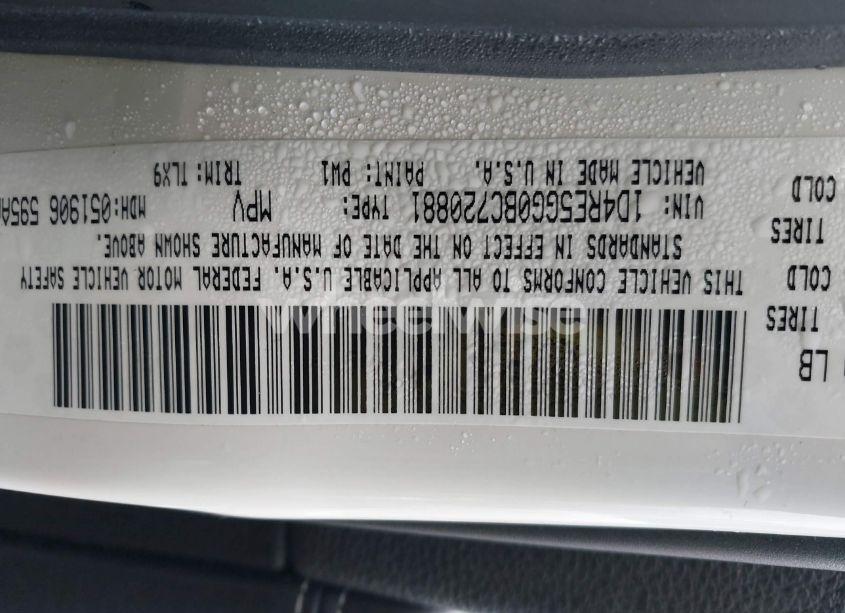 LB
TIRES
COLD
TIRES
COLD
THIS VEHICLE CONFORMS TO ALL APPLICABLE U.S.A. FEDERAL MOTOR VEHICLE SAFETY
STANDARDS IN EFFECT ON THE DATE OF MANUFACTURE SHOWN ABOVE.
VIN: 1D4RE5GG0BC720881 TYPE: MPV MDH:051906 595A
VEHICLE MADE IN U.S.A. PAINT: PW1 TRIM: TLX9
wheelwise